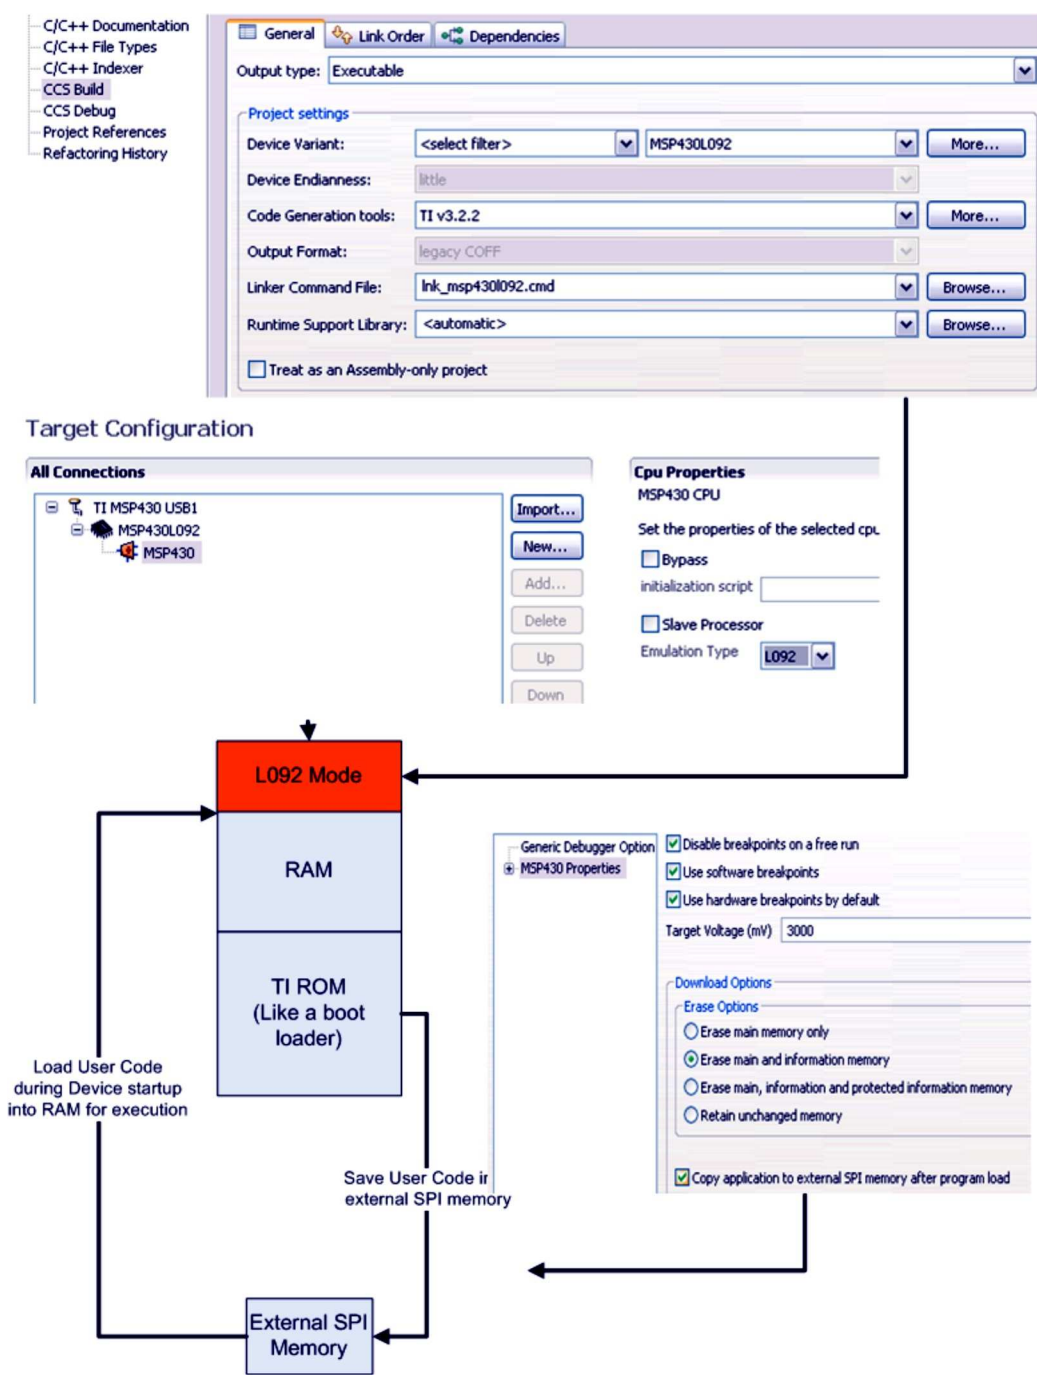 C/C++ Documentation
C/C++ File Types
C/C++ Indexer
CCS Build
CCS Debug
Project References
Refactoring History
General Link Order Dependencies
Output type: Executable
Project settings
Device Variant: <select filter> MSP430L092 More...
Device Endianness: little
Code Generation tools: TI v3.2.2 More...
Output Format: legacy COFF
Linker Command File: lnk_msp430l092.cmd Browse...
Runtime Support Library: <automatic> Browse...
Treat as an Assembly-only project
Target Configuration
All Connections
TI MSP430 USB1
MSP430L092
MSP430
Import...
New...
Add...
Delete
Up
Down
Cpu Properties
MSP430 CPU
Set the properties of the selected cpu
Bypass
initialization script
Slave Processor
Emulation Type L092
L092 Mode
RAM
TI ROM
(Like a boot
loader)
Load User Code
during Device startup
into RAM for execution
Save User Code in
external SPI memory
External SPI
Memory
Generic Debugger Option
MSP430 Properties
Disable breakpoints on a free run
Use software breakpoints
Use hardware breakpoints by default
Target Voltage (mV) 3000
Download Options
Erase Options
Erase main memory only
Erase main and information memory
Erase main, information and protected information memory
Retain unchanged memory
Copy application to external SPI memory after program load